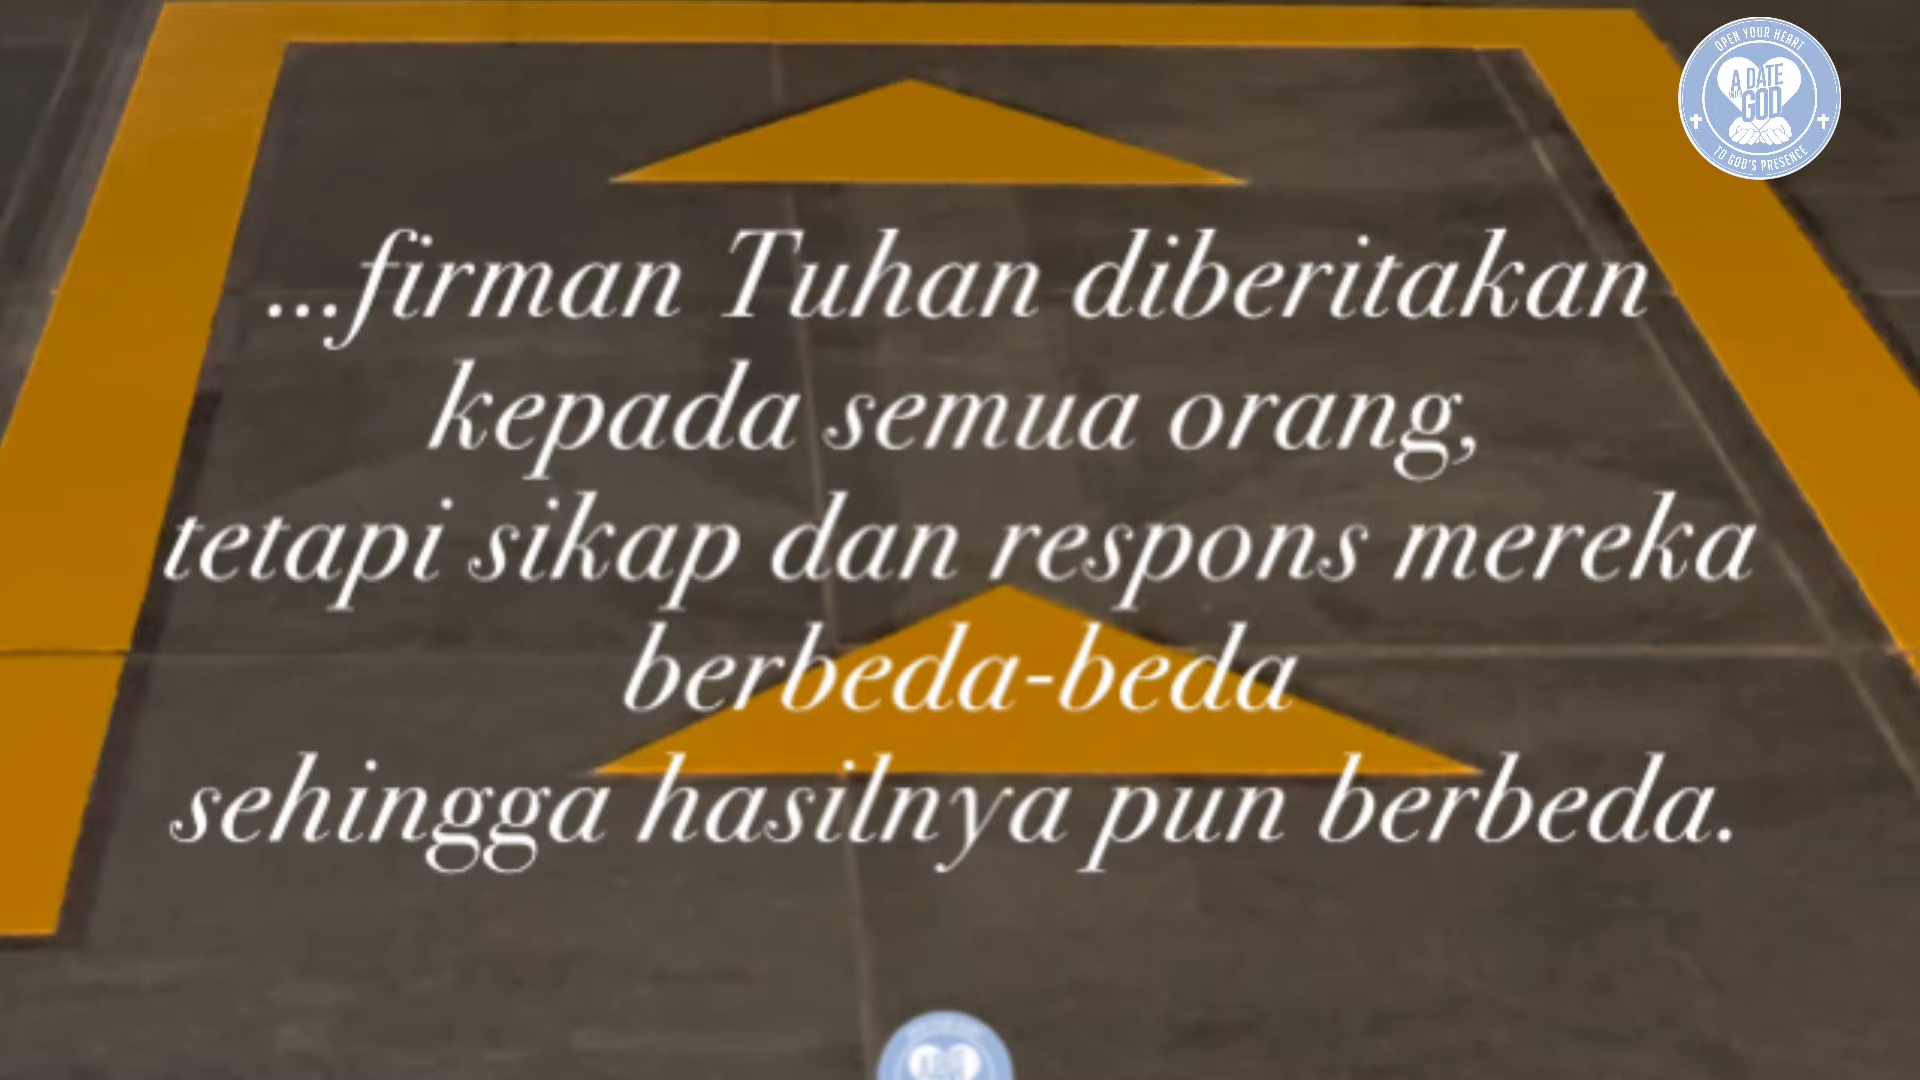 OPEN YOUR HEART
A DATE
WITH
GOD
TO GOD'S PRESENCE
...firman Tuhan diberitakan
kepada semua orang,
tetapi sikap dan respons mereka
berbeda-beda
sehingga hasilnya pun berbeda.